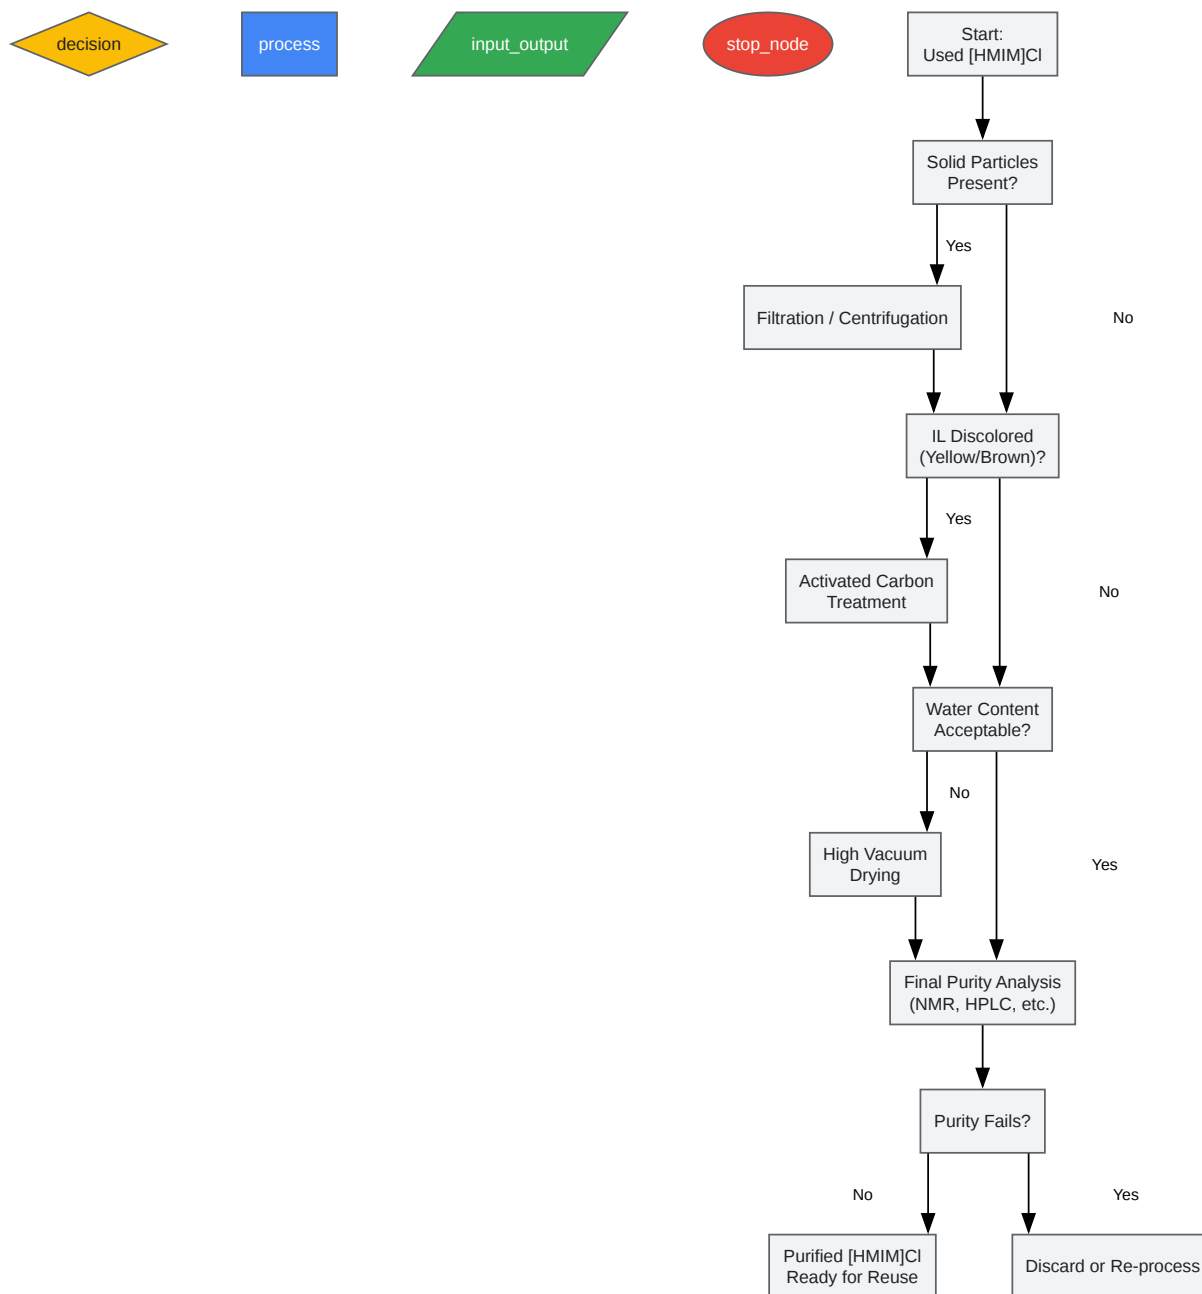 decision
process
input_output
stop_node
Start:
Used [HMIM]Cl
Solid Particles
Present?
Yes
Filtration / Centrifugation
No
IL Discolored
(Yellow/Brown)?
Yes
Activated Carbon
Treatment
No
Water Content
Acceptable?
No
High Vacuum
Drying
Yes
Final Purity Analysis
(NMR, HPLC, etc.)
Purity Fails?
No
Yes
Purified [HMIM]Cl
Ready for Reuse
Discard or Re-process